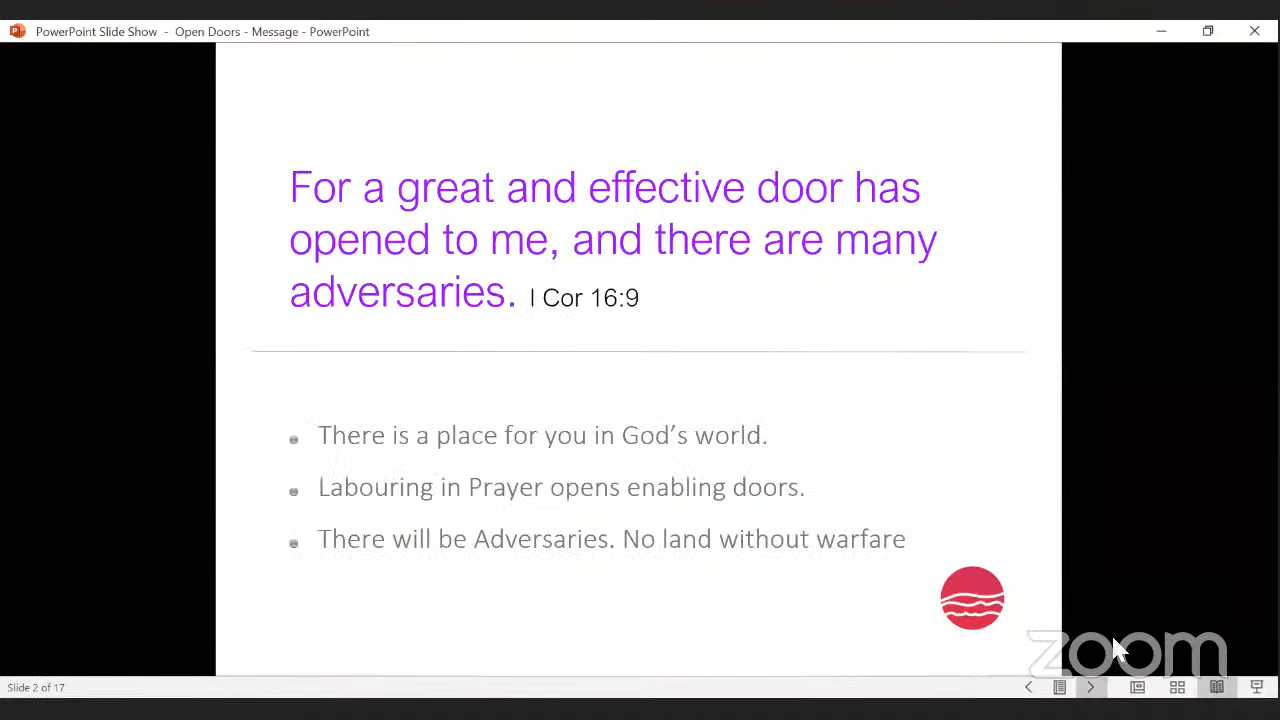 PowerPoint Slide Show - Open Doors - Message - PowerPoint
For a great and effective door has
opened to me, and there are many
adversaries. I Cor 16:9
There is a place for you in God's world.
Labouring in Prayer opens enabling doors.
There will be Adversaries. No land without warfare
zoom
Slide 2 of 17